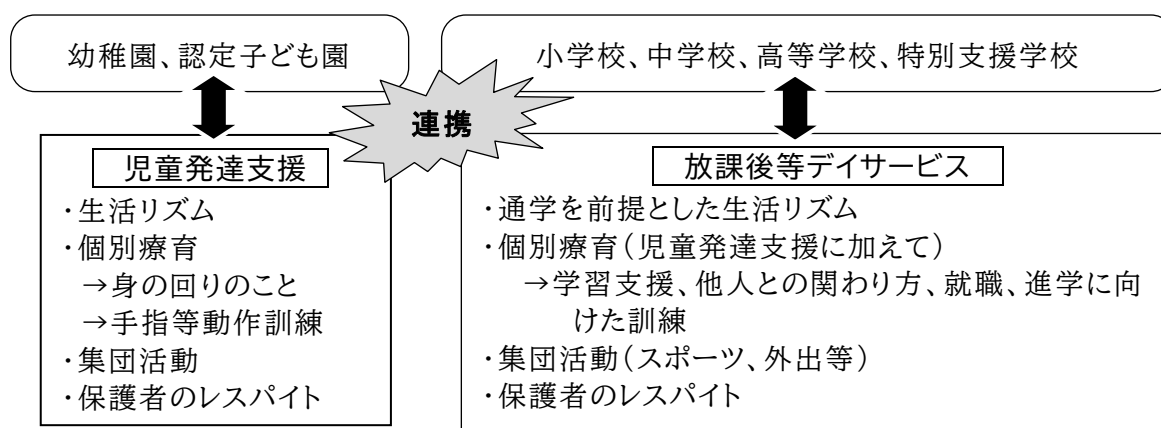 幼稚園、認定子ども園
小学校、中学校、高等学校、特別支援学校
連携
児童発達支援
・生活リズム
・個別療育
→身の回りのこと
→手指等動作訓練
・集団活動
・保護者のレスパイト
放課後等デイサービス
・通学を前提とした生活リズム
・個別療育(児童発達支援に加えて)
→学習支援、他人との関わり方、就職、進学に向
けた訓練
・集団活動(スポーツ、外出等)
・保護者のレスパイト